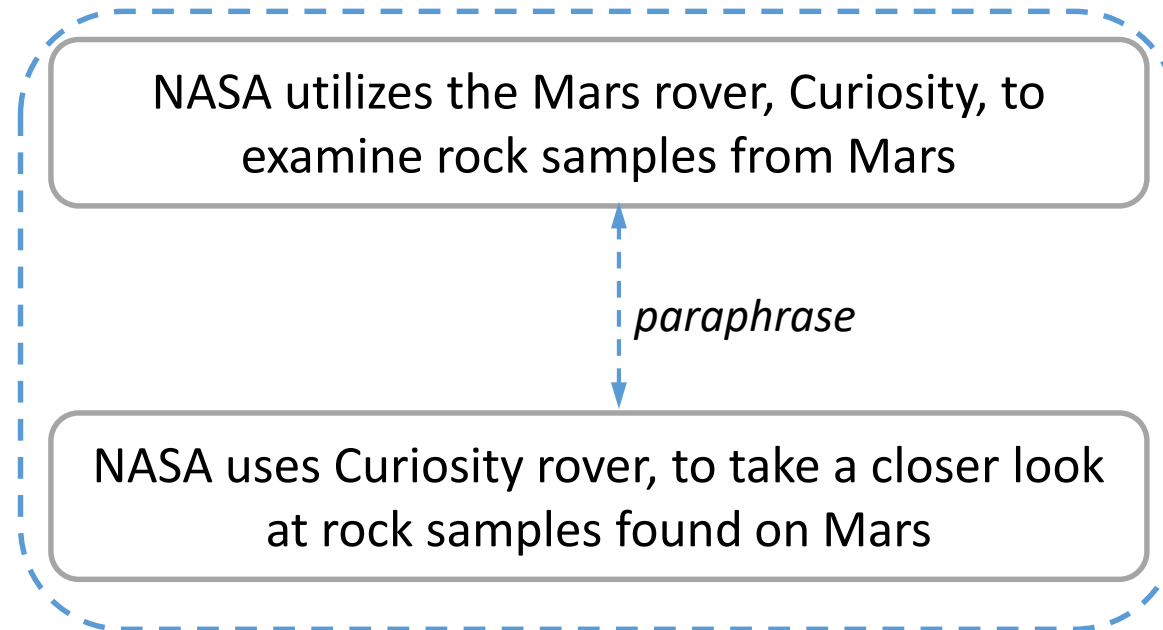 NASA utilizes the Mars rover, Curiosity, to
examine rock samples from Mars
paraphrase
NASA uses Curiosity rover, to take a closer look
at rock samples found on Mars